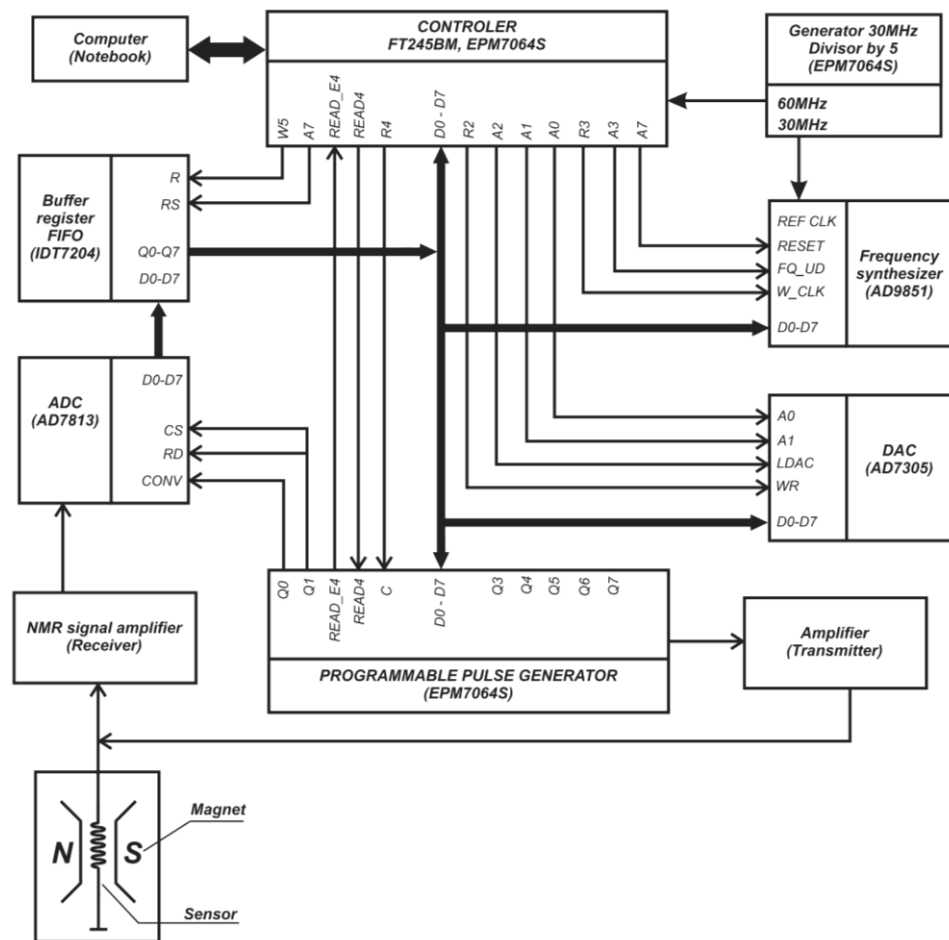 Computer
(Notebook)
CONTROLER
FT245BM, EPM7064S
W5
A7
READ_E4
READ4
R4
D0 - D7
R2
A2
A1
A0
R3
A3
A7
Generator 30MHz
Divisor by 5
(EPM7064S)
60MHz
30MHz
Buffer
register
FIFO
(IDT7204)
R
RS
Q0-Q7
D0-D7
REF CLK
RESET
FQ_UD
W_CLK
D0-D7
Frequency
synthesizer
(AD9851)
ADC
(AD7813)
D0-D7
CS
RD
CONV
A0
A1
LDAC
WR
D0-D7
DAC
(AD7305)
Q0
Q1
READ_E4
READ4
C
D0 - D7
Q3
Q4
Q5
Q6
Q7
PROGRAMMABLE PULSE GENERATOR
(EPM7064S)
NMR signal amplifier
(Receiver)
Amplifier
(Transmitter)
N
S
Magnet
Sensor